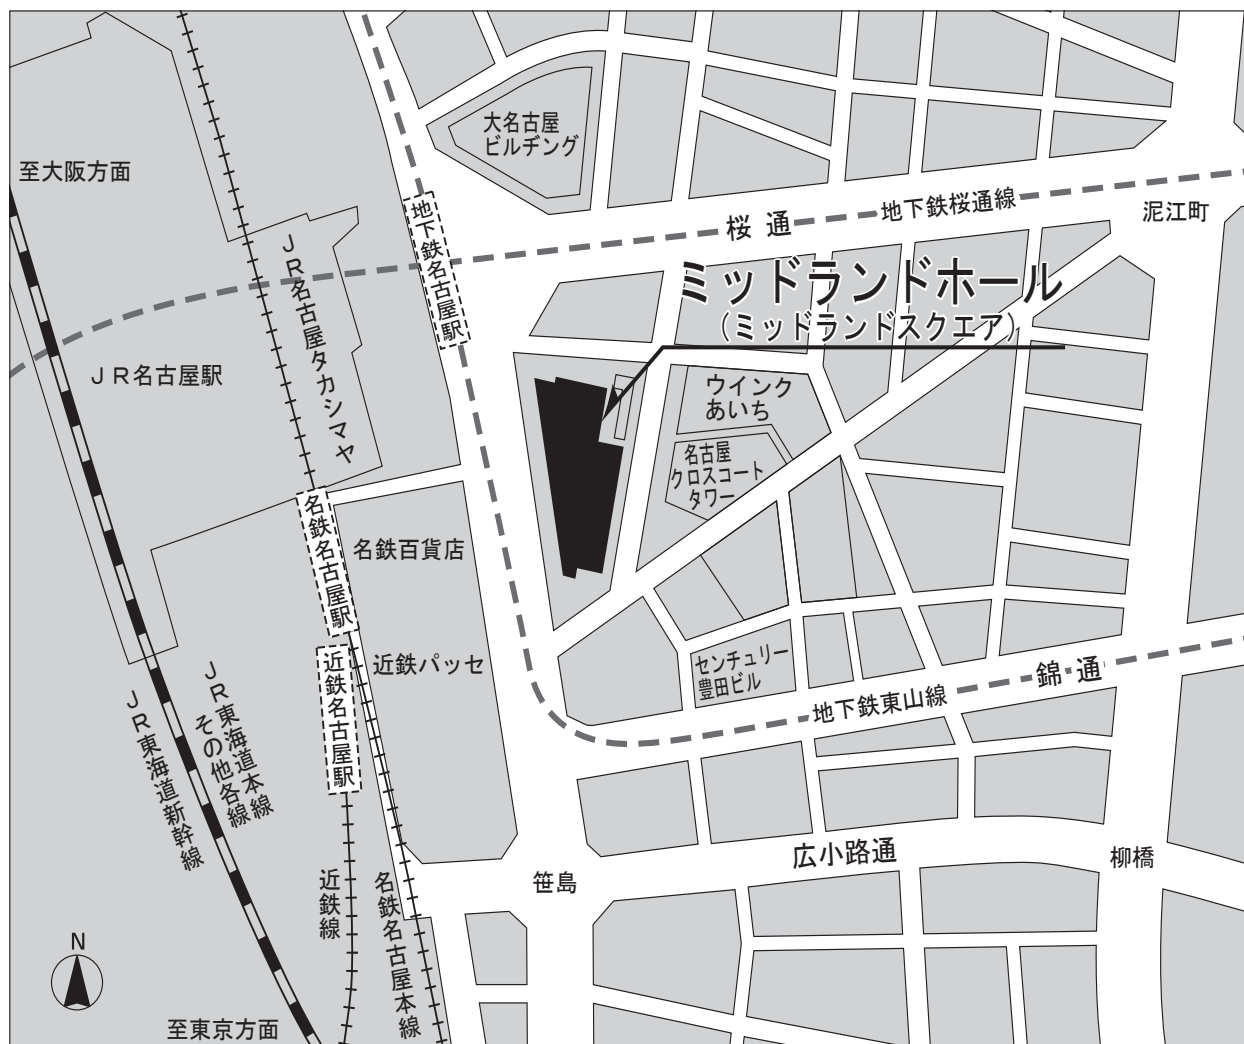 大名古屋
ビルヂング
至大阪方面
地下鉄名古屋駅
桜通
地下鉄桜通線
泥江町
JR名古屋タカシマヤ
ミッドランドホール
(ミッドランドスクエア)
JR名古屋駅
ウインク
あいち
名古屋
クロスコート
タワー
名鉄名古屋駅
名鉄百貨店
近鉄名古屋駅
近鉄パッセ
センチュリー
豊田ビル
錦通
地下鉄東山線
JR東海道本線
その他各線
JR東海道新幹線
広小路通
柳橋
笹島
近鉄線
名鉄名古屋本線
N
至東京方面